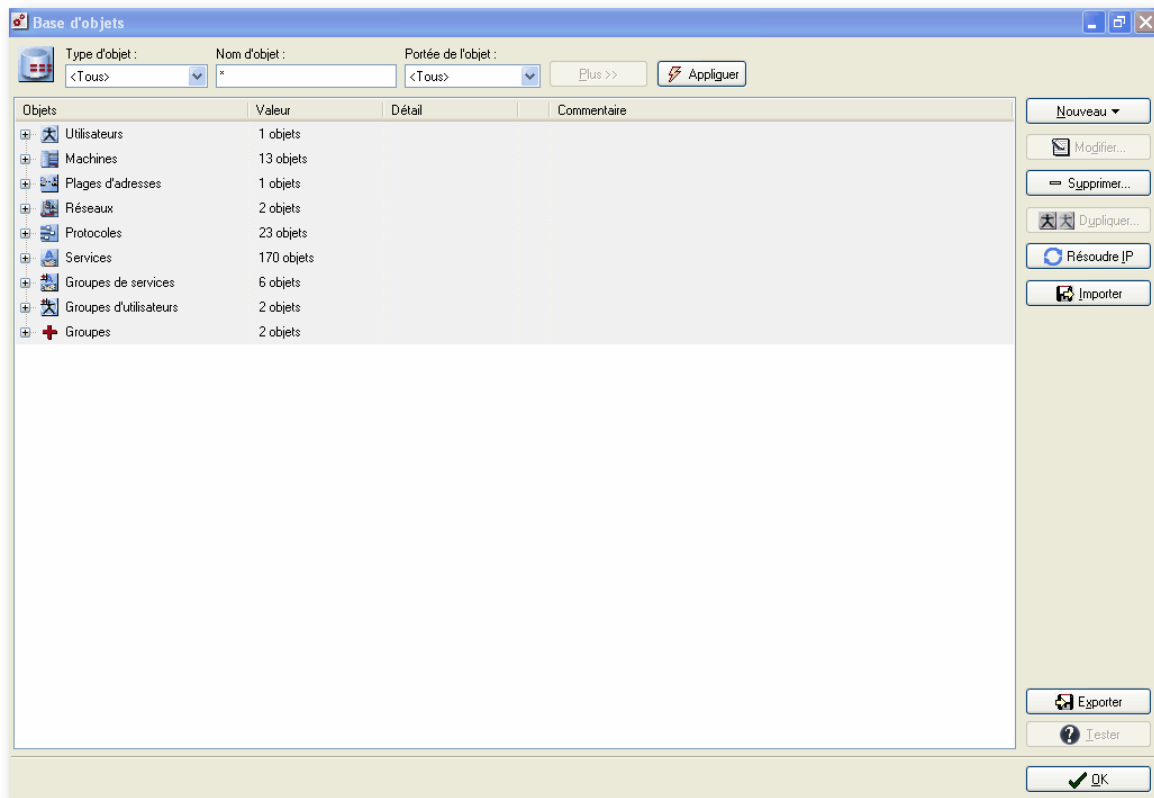 Base d'objets
Type d'objet :
Nom d'objet :
Portée de l'objet :
<Tous>
*
<Tous>
Plus >>
Appliquer
Objets
Valeur
Détail
Commentaire
Utilisateurs 1 objets
Machines 13 objets
Plages d'adresses 1 objets
Réseaux 2 objets
Protocoles 23 objets
Services 170 objets
Groupes de services 6 objets
Groupes d'utilisateurs 2 objets
Groupes 2 objets
Nouveau
Modifier...
Supprimer...
Dupliquer...
Résoudre IP
Importer
Exporter
Tester
OK